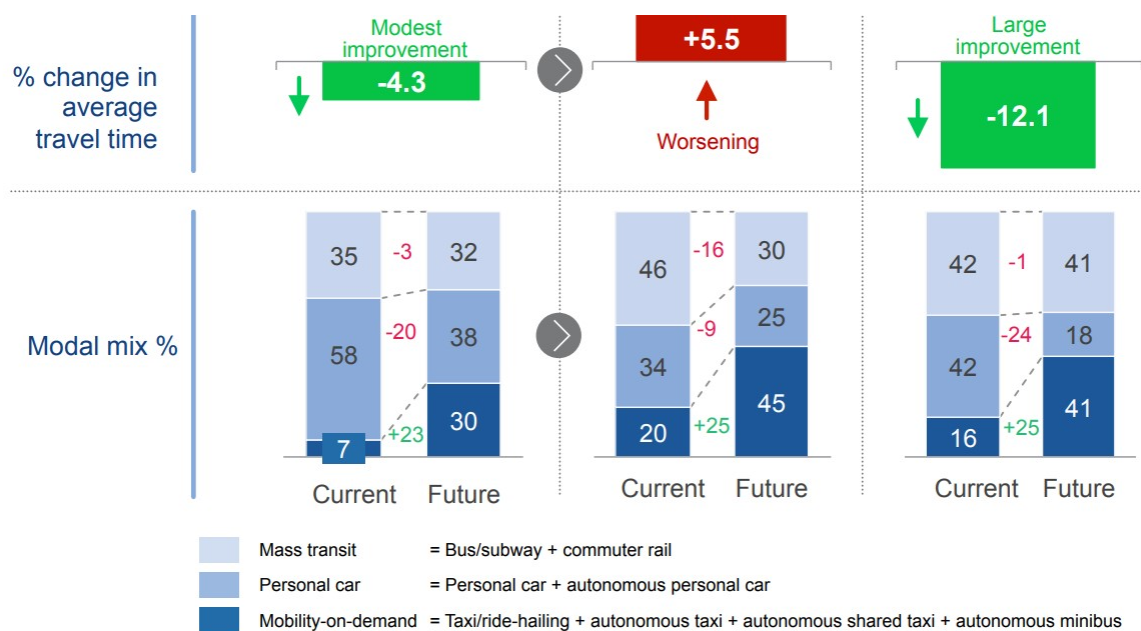 % change in
average
travel time
Modest
improvement
-4.3
+5.5
Worsening
Large
improvement
-12.1
Modal mix %
35
-3
32
58
-20
38
7
+23
30
Current
Future
46
-16
30
34
-9
25
20
+25
45
Current
Future
42
-1
41
42
-24
18
16
+25
41
Current
Future
Mass transit = Bus/subway + commuter rail
Personal car = Personal car + autonomous personal car
Mobility-on-demand = Taxi/ride-hailing + autonomous taxi + autonomous shared taxi + autonomous minibus